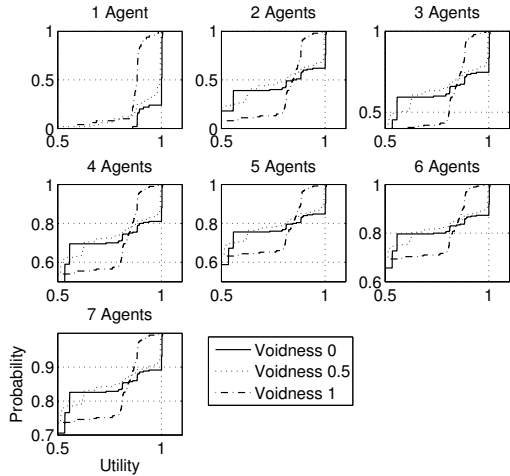 1 Agent
2 Agents
3 Agents
1
0.5
0
0.5
1
1
0.5
0
0.5
1
1
0.5
0.5
1
4 Agents
5 Agents
6 Agents
1
0.8
0.6
0.5
1
1
0.8
0.6
0.5
1
1
0.8
0.6
0.5
1
7 Agents
Probability
0.9
0.8
0.7
0.5
1
Utility
Voidness 0
Voidness 0.5
Voidness 1